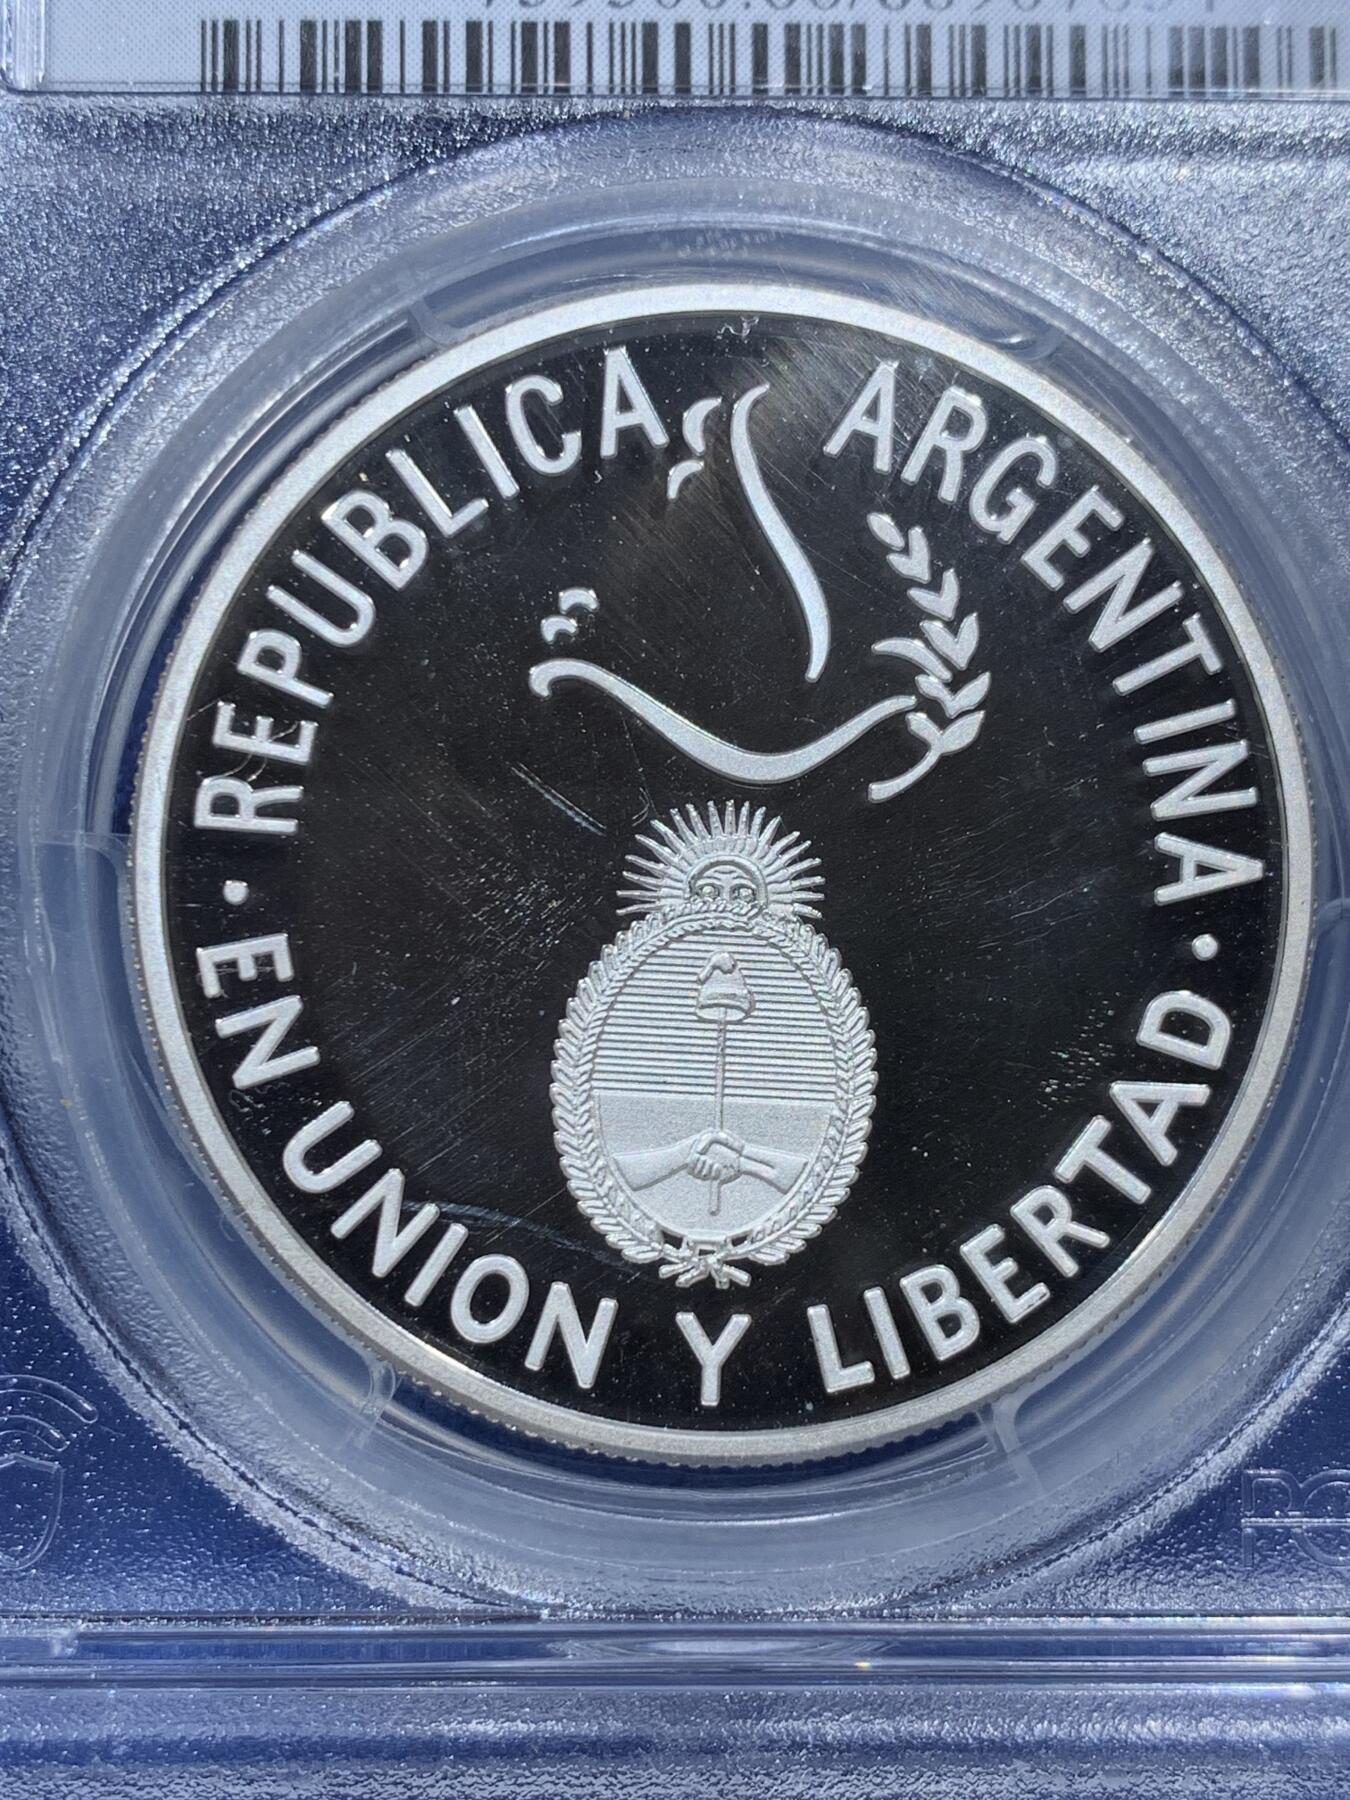 REPUBLICA ARGENTINA
· EN UNION Y LIBERTAD ·